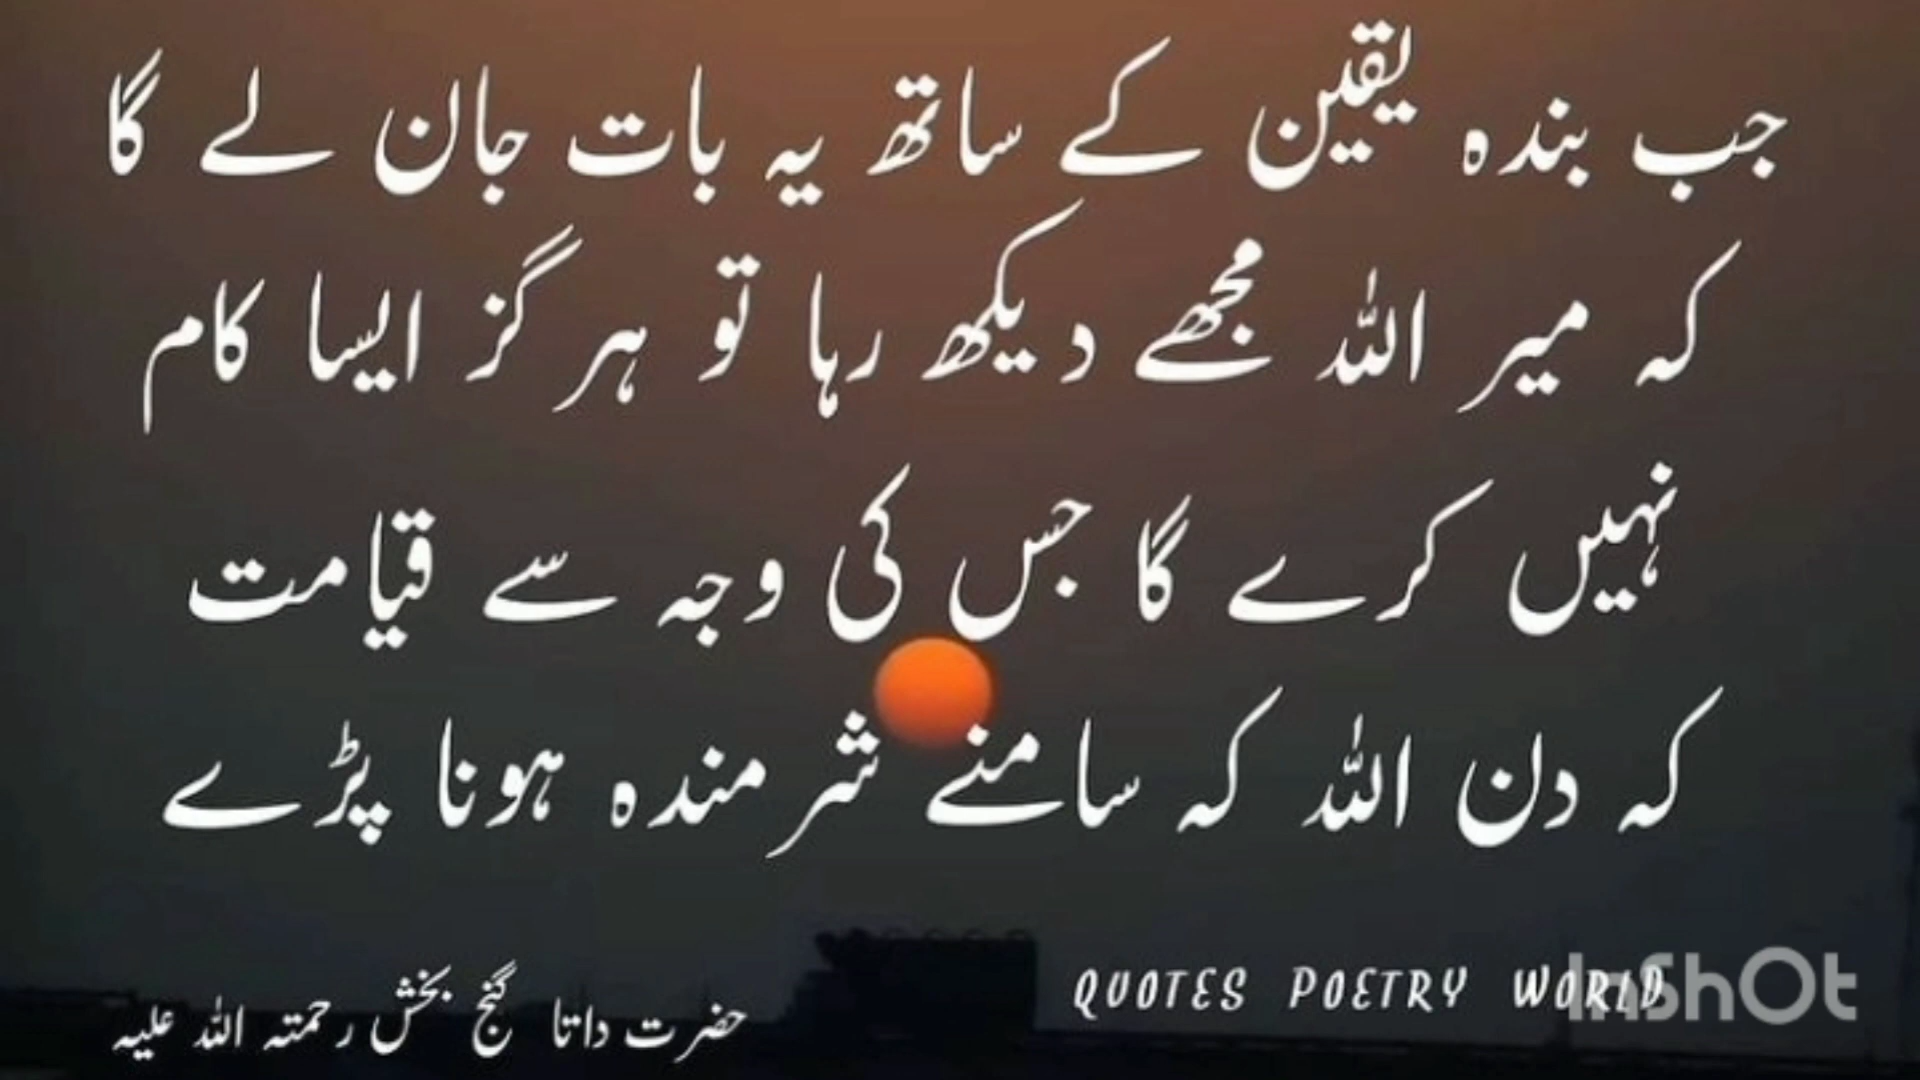 جب بندہ یقین کے ساتھ یہ بات جان لے گا
کہ میر اللہ مجھے دیکھ رہا تو ہر گز ایسا کام
نہیں کرے گا جس کی وجہ سے قیامت
کہ دن اللہ کہ سامنے شرمندہ ہونا پڑے
حضرت داتا گنج بخش رحمتہ اللہ علیہ
QUOTES POETRY WORLD
InShOt